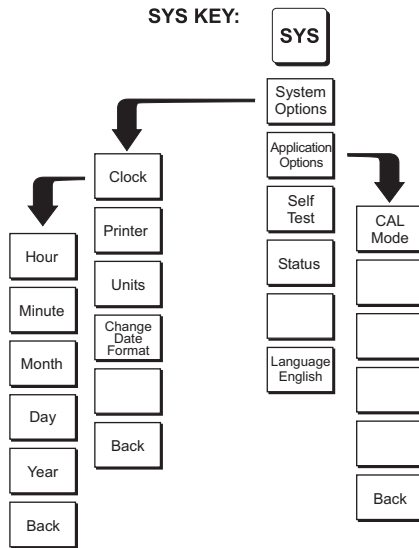 SYS KEY:
SYS
System
Options
Application
Options
Self
Test
Status
Language
English
Clock
Printer
Units
Change
Date
Format
Back
Hour
Minute
Month
Day
Year
Back
CAL
Mode
Back